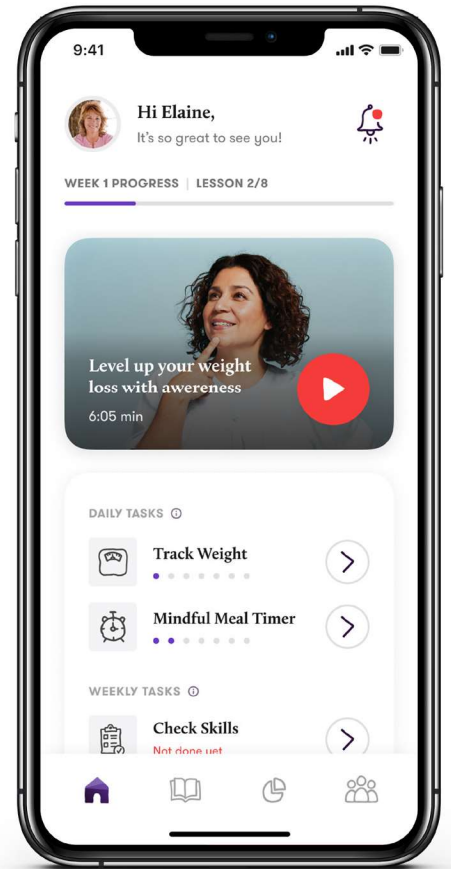 9:41
Hi Elaine,
It's so great to see you!
WEEK 1 PROGRESS | LESSON 2/8
Level up your weight
loss with awereness
6:05 min
DAILY TASKS
Track Weight
Mindful Meal Timer
WEEKLY TASKS
Check Skills
Not done yet